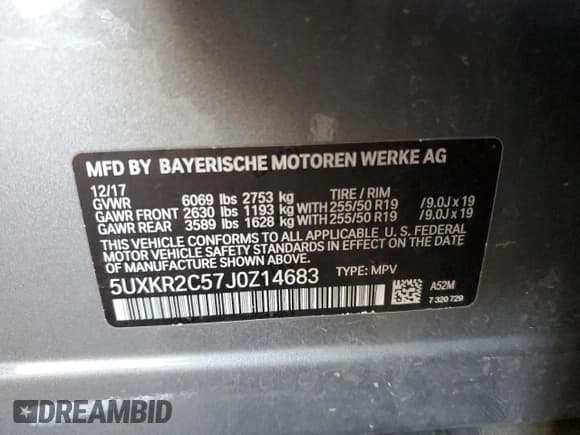 MFD BY BAYERISCHE MOTOREN WERKE AG
12/17
GVWR 6069 lbs 2753 kg TIRE / RIM
GAWR FRONT 2630 lbs 1193 kg WITH 255/50 R19 /9.0J x 19
GAWR REAR 3589 lbs 1628 kg WITH 255/50 R19 /9.0J x 19
THIS VEHICLE CONFORMS TO ALL APPLICABLE U. S. FEDERAL
MOTOR VEHICLE SAFETY STANDARDS IN EFFECT ON THE
DATE OF MANUFACTURE SHOWN ABOVE.
5UXKR2C57J0Z14683 TYPE: MPV
A52M
7 320 729
DREAMBID